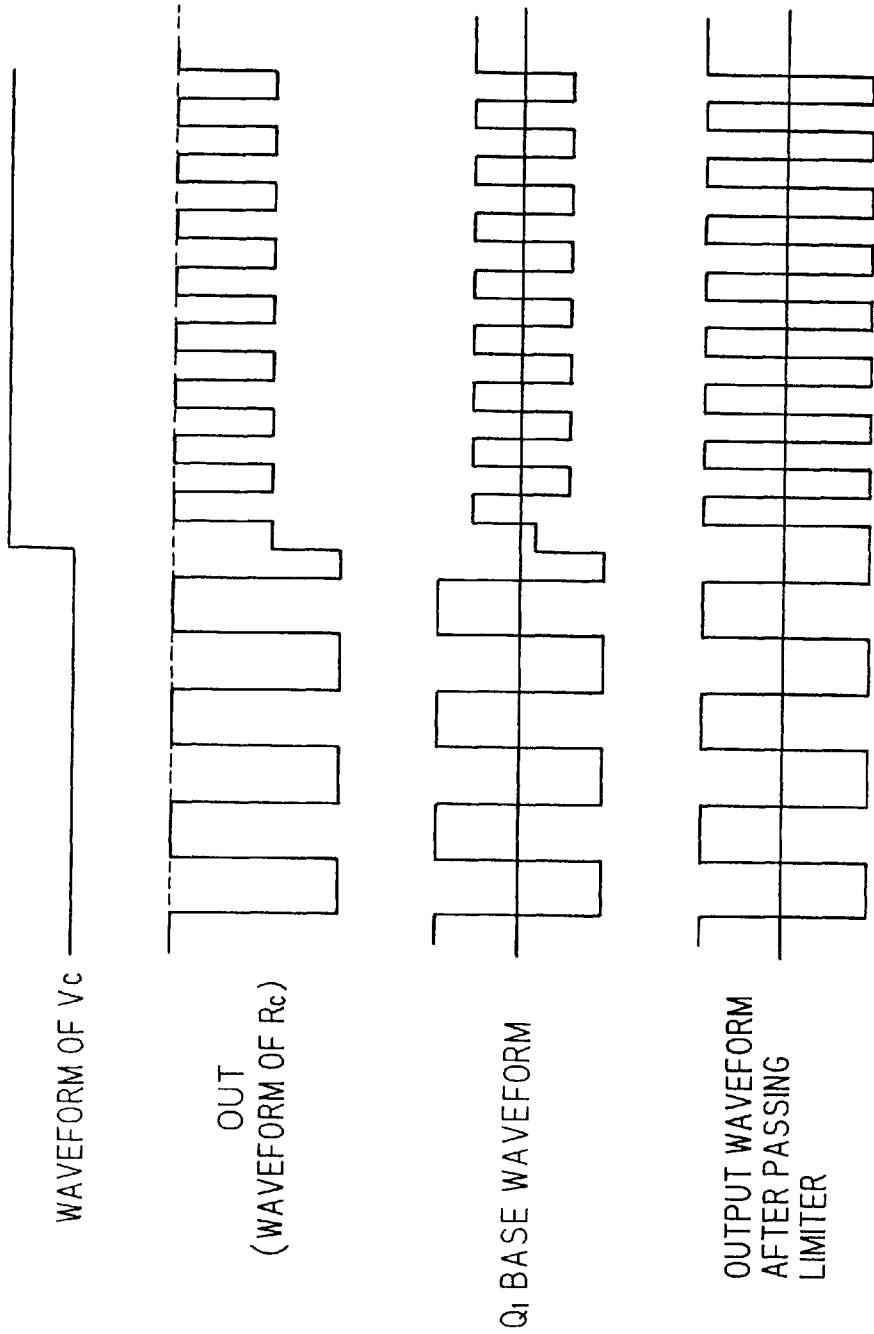 WAVEFORM OF Vc
OUT
(WAVEFORM OF Rc)
Q1 BASE WAVEFORM
OUTPUT WAVEFORM
AFTER PASSING
LIMITER